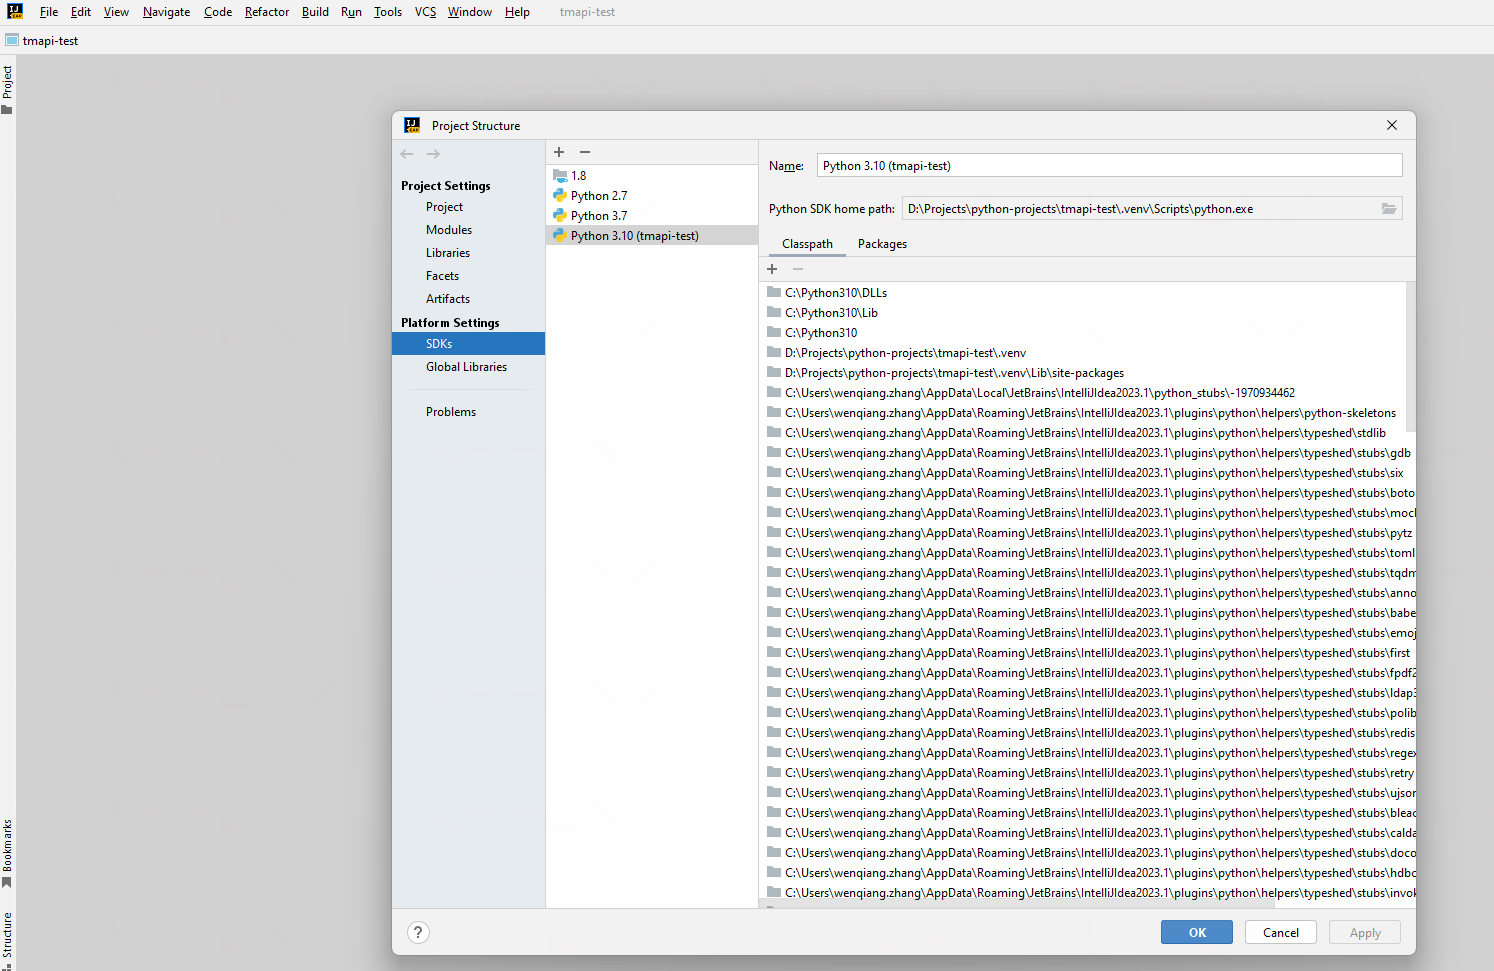 File Edit View Navigate Code Refactor Build Run Tools VCS Window Help tmapi-test
tmapi-test
Project
Bookmarks
Structure
Project Structure
Project Settings
Project
Modules
Libraries
Facets
Artifacts
Platform Settings
SDKs
Global Libraries
Problems
1.8
Python 2.7
Python 3.7
Python 3.10 (tmapi-test)
Name: Python 3.10 (tmapi-test)
Python SDK home path: D:\Projects\python-projects\tmapi-test\.venv\Scripts\python.exe
Classpath Packages
C:\Python310\DLLs
C:\Python310\Lib
C:\Python310
D:\Projects\python-projects\tmapi-test\.venv
D:\Projects\python-projects\tmapi-test\.venv\Lib\site-packages
C:\Users\wenqiang.zhang\AppData\Local\JetBrains\IntelliJIdea2023.1\python_stubs\-1970934462
C:\Users\wenqiang.zhang\AppData\Roaming\JetBrains\IntelliJIdea2023.1\plugins\python\helpers\python-skeletons
C:\Users\wenqiang.zhang\AppData\Roaming\JetBrains\IntelliJIdea2023.1\plugins\python\helpers\typeshed\stdlib
C:\Users\wenqiang.zhang\AppData\Roaming\JetBrains\IntelliJIdea2023.1\plugins\python\helpers\typeshed\stubs\gdb
C:\Users\wenqiang.zhang\AppData\Roaming\JetBrains\IntelliJIdea2023.1\plugins\python\helpers\typeshed\stubs\six
C:\Users\wenqiang.zhang\AppData\Roaming\JetBrains\IntelliJIdea2023.1\plugins\python\helpers\typeshed\stubs\boto
C:\Users\wenqiang.zhang\AppData\Roaming\JetBrains\IntelliJIdea2023.1\plugins\python\helpers\typeshed\stubs\moc
C:\Users\wenqiang.zhang\AppData\Roaming\JetBrains\IntelliJIdea2023.1\plugins\python\helpers\typeshed\stubs\pytz
C:\Users\wenqiang.zhang\AppData\Roaming\JetBrains\IntelliJIdea2023.1\plugins\python\helpers\typeshed\stubs\toml
C:\Users\wenqiang.zhang\AppData\Roaming\JetBrains\IntelliJIdea2023.1\plugins\python\helpers\typeshed\stubs\tqdm
C:\Users\wenqiang.zhang\AppData\Roaming\JetBrains\IntelliJIdea2023.1\plugins\python\helpers\typeshed\stubs\anno
C:\Users\wenqiang.zhang\AppData\Roaming\JetBrains\IntelliJIdea2023.1\plugins\python\helpers\typeshed\stubs\babe
C:\Users\wenqiang.zhang\AppData\Roaming\JetBrains\IntelliJIdea2023.1\plugins\python\helpers\typeshed\stubs\emoj
C:\Users\wenqiang.zhang\AppData\Roaming\JetBrains\IntelliJIdea2023.1\plugins\python\helpers\typeshed\stubs\first
C:\Users\wenqiang.zhang\AppData\Roaming\JetBrains\IntelliJIdea2023.1\plugins\python\helpers\typeshed\stubs\fpdf2
C:\Users\wenqiang.zhang\AppData\Roaming\JetBrains\IntelliJIdea2023.1\plugins\python\helpers\typeshed\stubs\ldap3
C:\Users\wenqiang.zhang\AppData\Roaming\JetBrains\IntelliJIdea2023.1\plugins\python\helpers\typeshed\stubs\polib
C:\Users\wenqiang.zhang\AppData\Roaming\JetBrains\IntelliJIdea2023.1\plugins\python\helpers\typeshed\stubs\redis
C:\Users\wenqiang.zhang\AppData\Roaming\JetBrains\IntelliJIdea2023.1\plugins\python\helpers\typeshed\stubs\regex
C:\Users\wenqiang.zhang\AppData\Roaming\JetBrains\IntelliJIdea2023.1\plugins\python\helpers\typeshed\stubs\retry
C:\Users\wenqiang.zhang\AppData\Roaming\JetBrains\IntelliJIdea2023.1\plugins\python\helpers\typeshed\stubs\ujson
C:\Users\wenqiang.zhang\AppData\Roaming\JetBrains\IntelliJIdea2023.1\plugins\python\helpers\typeshed\stubs\bleac
C:\Users\wenqiang.zhang\AppData\Roaming\JetBrains\IntelliJIdea2023.1\plugins\python\helpers\typeshed\stubs\calda
C:\Users\wenqiang.zhang\AppData\Roaming\JetBrains\IntelliJIdea2023.1\plugins\python\helpers\typeshed\stubs\doco
C:\Users\wenqiang.zhang\AppData\Roaming\JetBrains\IntelliJIdea2023.1\plugins\python\helpers\typeshed\stubs\hdbc
C:\Users\wenqiang.zhang\AppData\Roaming\JetBrains\IntelliJIdea2023.1\plugins\python\helpers\typeshed\stubs\invok
? OK Cancel Apply